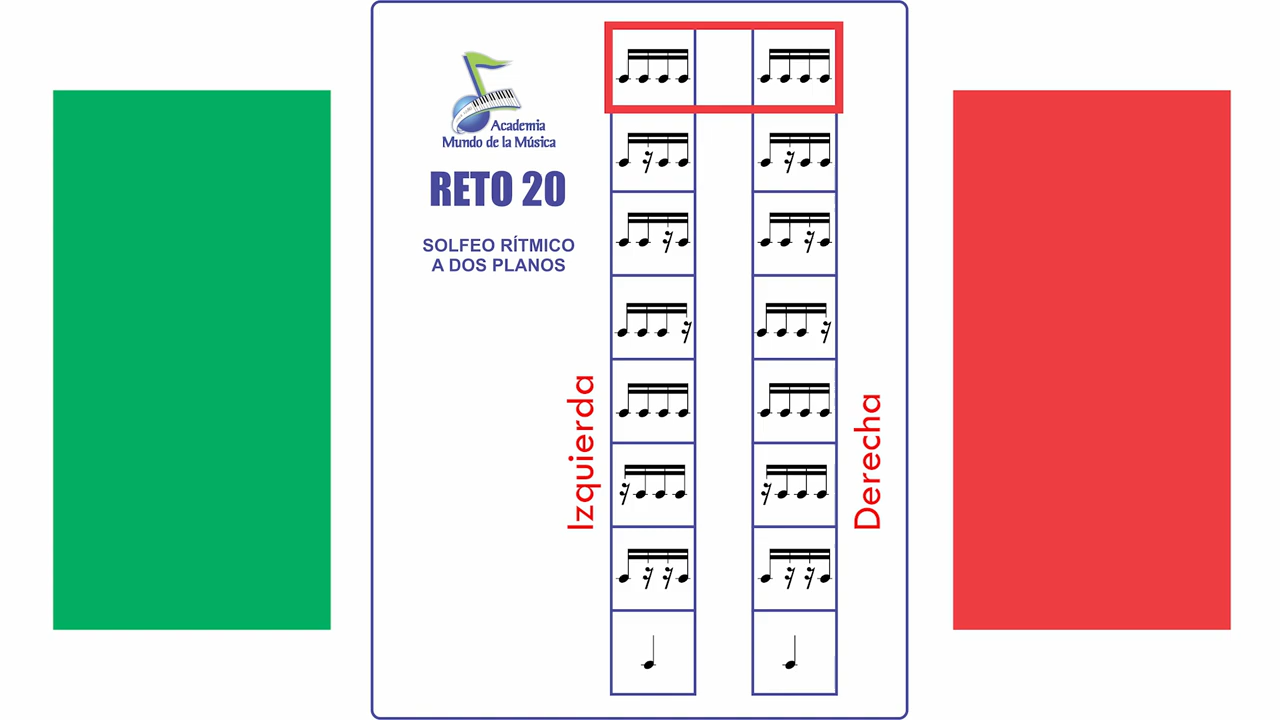 Academia
Mundo de la Música
RETO 20
SOLFEO RÍTMICO
A DOS PLANOS
Izquierda
Derecha